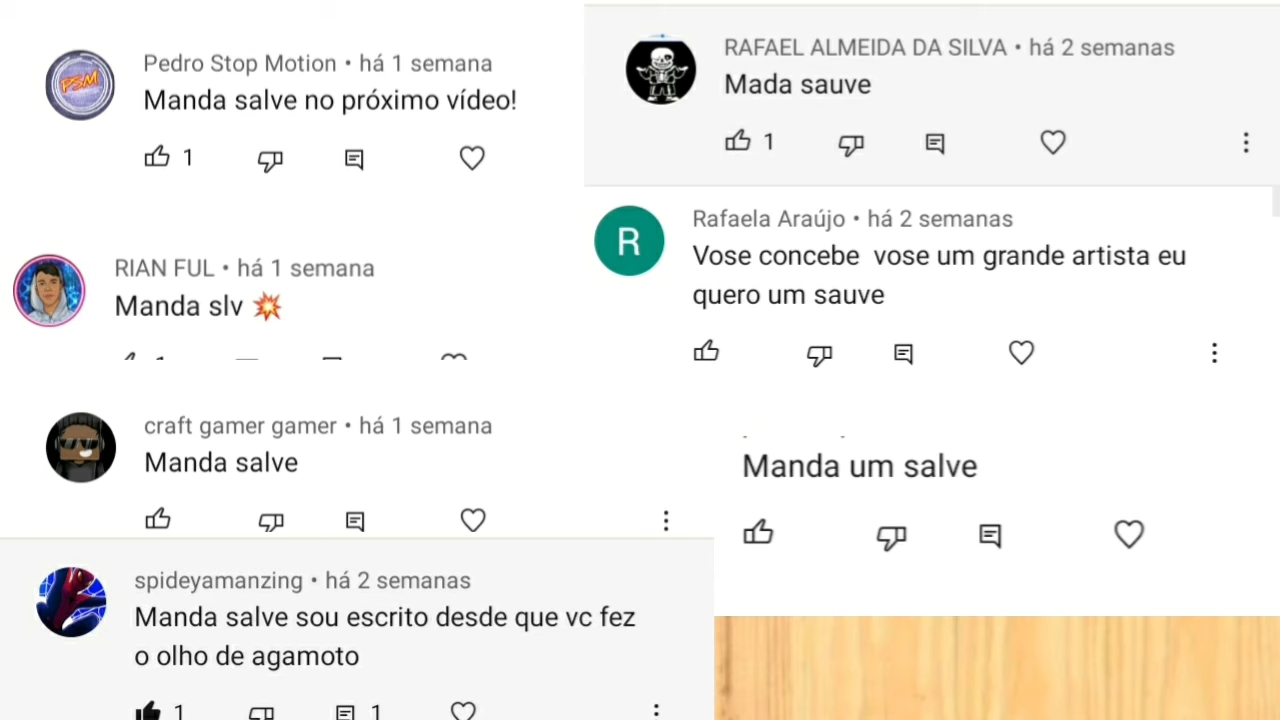 PSM
Pedro Stop Motion • há 1 semana
Manda salve no próximo vídeo!
1
RIAN FUL • há 1 semana
Manda slv 💥
craft gamer gamer • há 1 semana
Manda salve
spideyamanzing • há 2 semanas
Manda salve sou escrito desde que vc fez
o olho de agamoto
1 1
RAFAEL ALMEIDA DA SILVA • há 2 semanas
Mada sauve
1
R
Rafaela Araújo • há 2 semanas
Vose concebe vose um grande artista eu
quero um sauve
Manda um salve